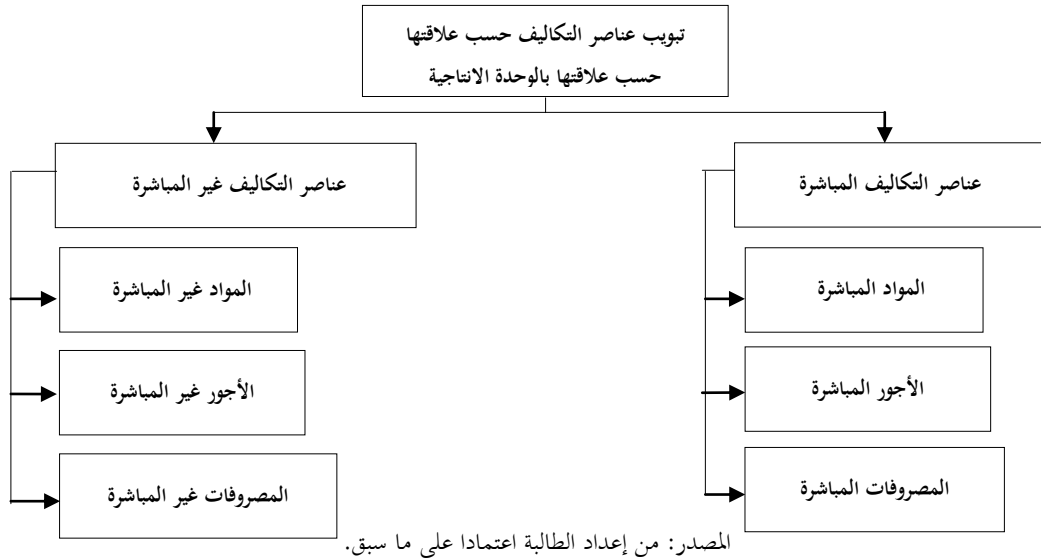 تبويب عناصر التكاليف حسب علاقتها
حسب علاقتها بالوحدة الانتاجية
عناصر التكاليف المباشرة
عناصر التكاليف غير المباشرة
المواد المباشرة
المواد غير المباشرة
الأجور المباشرة
الأجور غير المباشرة
المصروفات المباشرة
المصروفات غير المباشرة
المصدر: من إعداد الطالبة اعتمادا على ما سبق.